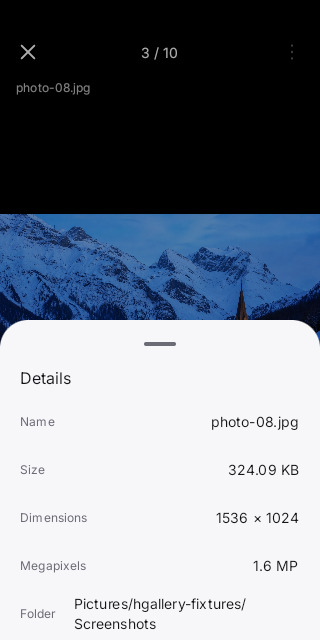 3 / 10
photo-08.jpg
Details
Name photo-08.jpg
Size 324.09 KB
Dimensions 1536 × 1024
Megapixels 1.6 MP
Folder Pictures/hgallery-fixtures/
Screenshots